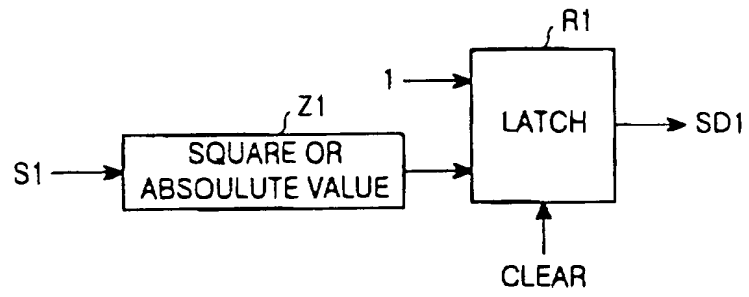 R1
1
Z1
LATCH
SD1
S1
SQUARE OR
ABSOULUTE VALUE
CLEAR